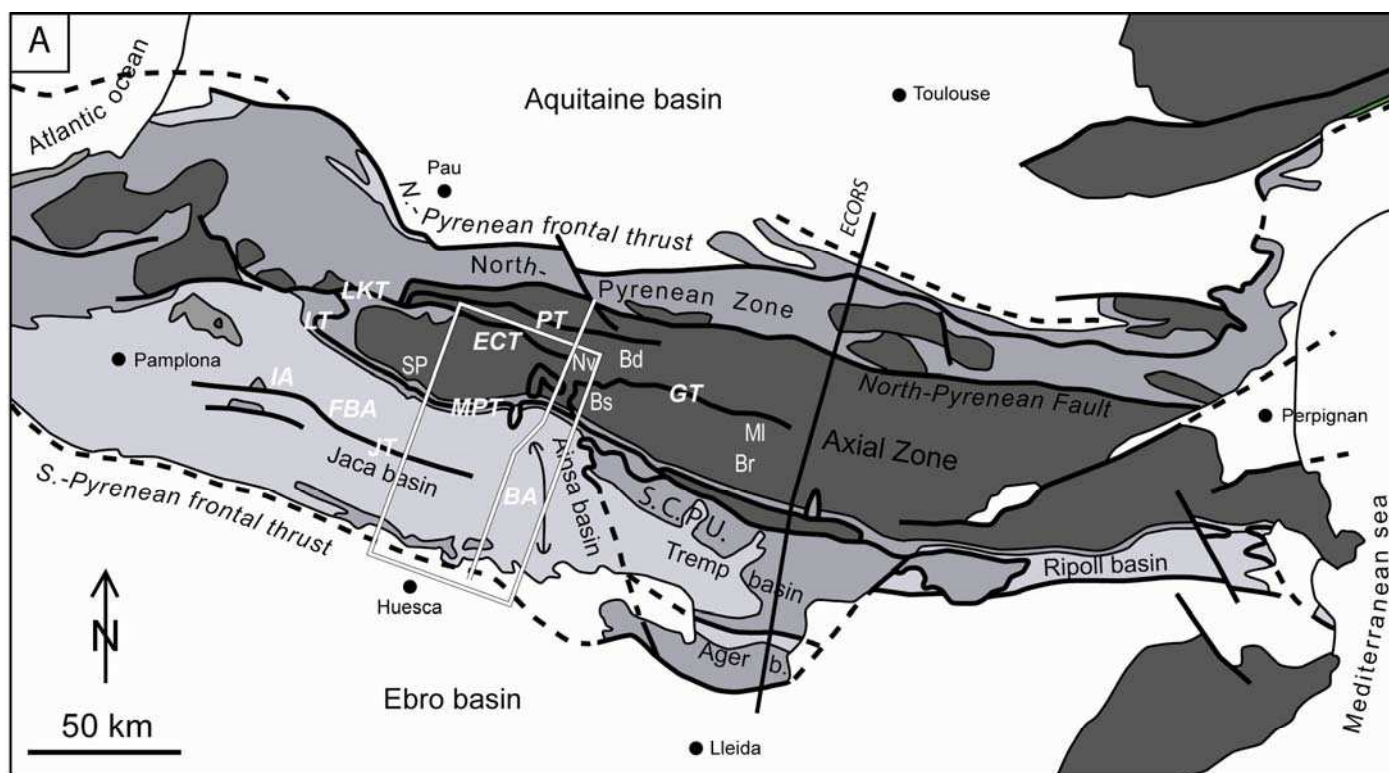 A
Atlantic ocean
Aquitaine basin
Toulouse
Pau
N.-Pyrenean frontal thrust
ECORS
North-
Pyrenean Zone
LKT
LT
PT
ECT
SP
Nv
Bd
Pamplona
MPT
Bs
GT
North-Pyrenean Fault
IA
FBA
Ml
Axial Zone
Perpignan
JT
Br
Jaca basin
BA
Ainsa basin
S.C.P.U.
S.-Pyrenean frontal thrust
Tremp basin
Ripoll basin
Huesca
N
Ager b.
Ebro basin
50 km
Lleida
Mediterranean sea